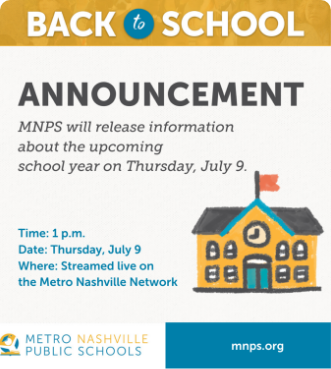 BACK to SCHOOL
ANNOUNCEMENT
MNPS will release information
about the upcoming
school year on Thursday, July 9.
Time: 1 p.m.
Date: Thursday, July 9
Where: Streamed live on
the Metro Nashville Network
METRO NASHVILLE
PUBLIC SCHOOLS
mnps.org